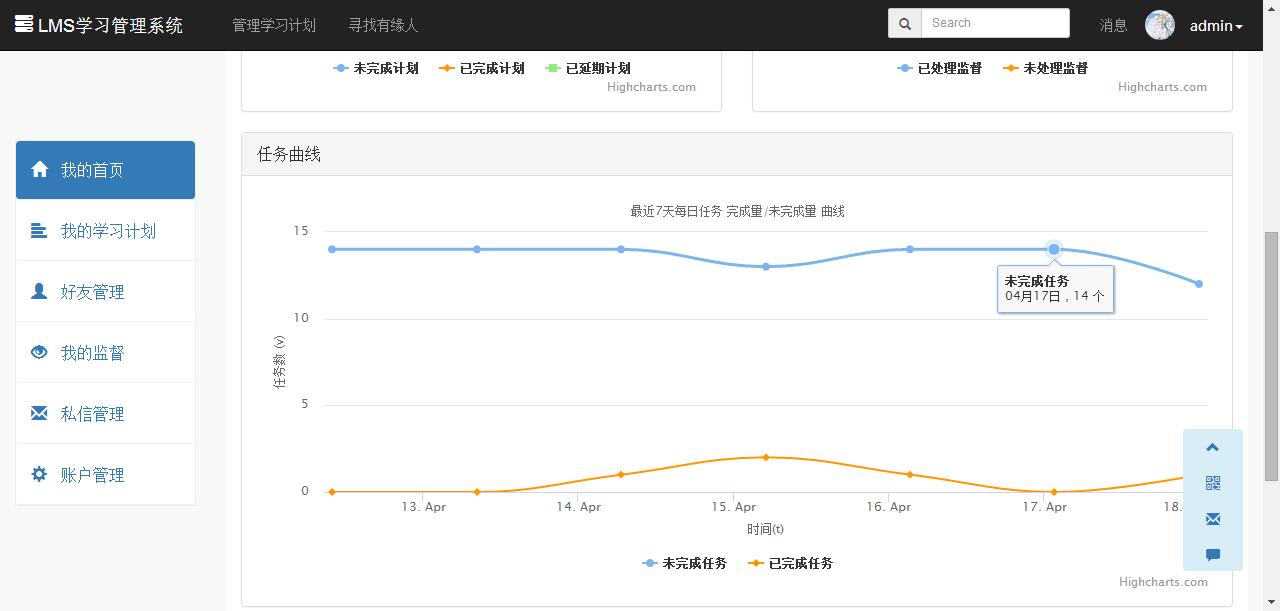 LMS学习管理系统 管理学习计划 寻找有缘人 Search 消息 admin
未完成计划 已完成计划 已延期计划
Highcharts.com
已处理监督 未处理监督
Highcharts.com
我的首页
我的学习计划
好友管理
我的监督
私信管理
账户管理
任务曲线
最近7天每日任务 完成量/未完成量 曲线
15
10
5
0
任务数 (v)
未完成任务
04月17日，14 个
13. Apr 14. Apr 15. Apr 16. Apr 17. Apr 18.
时间(t)
未完成任务 已完成任务
Highcharts.com